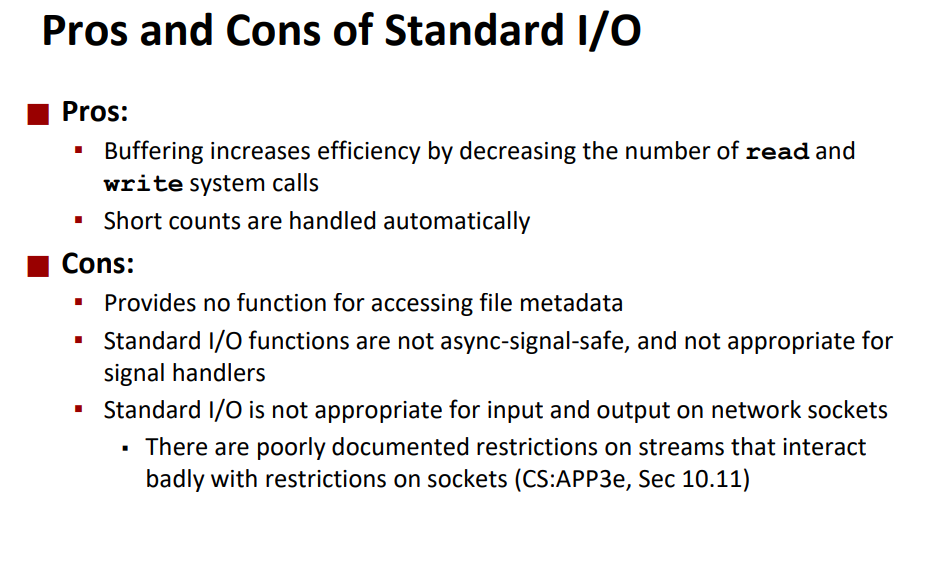 Pros and Cons of Standard I/O
Pros:
Buffering increases efficiency by decreasing the number of read and
write system calls
Short counts are handled automatically
Cons:
Provides no function for accessing file metadata
Standard I/O functions are not async-signal-safe, and not appropriate for
signal handlers
Standard I/O is not appropriate for input and output on network sockets
There are poorly documented restrictions on streams that interact
badly with restrictions on sockets (CS:APP3e, Sec 10.11)